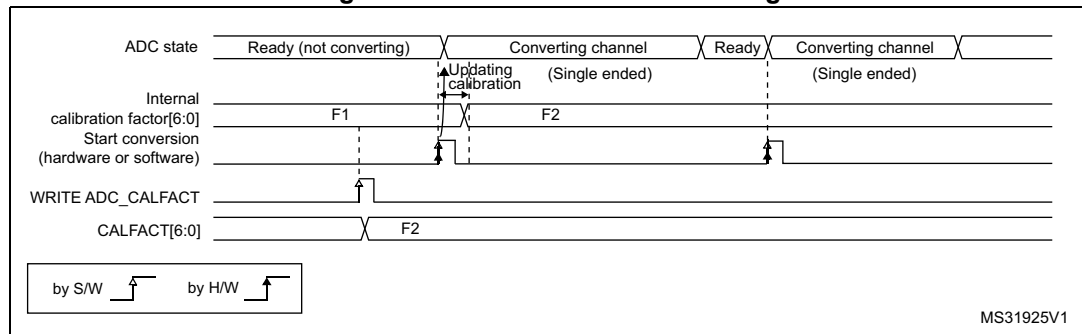 ADC state Ready (not converting) Converting channel Ready Converting channel
Updating calibration (Single ended) (Single ended)
Internal calibration factor[6:0] F1 F2
Start conversion
(hardware or software)
WRITE ADC_CALFACT
CALFACT[6:0] F2
by S/W by H/W
MS31925V1